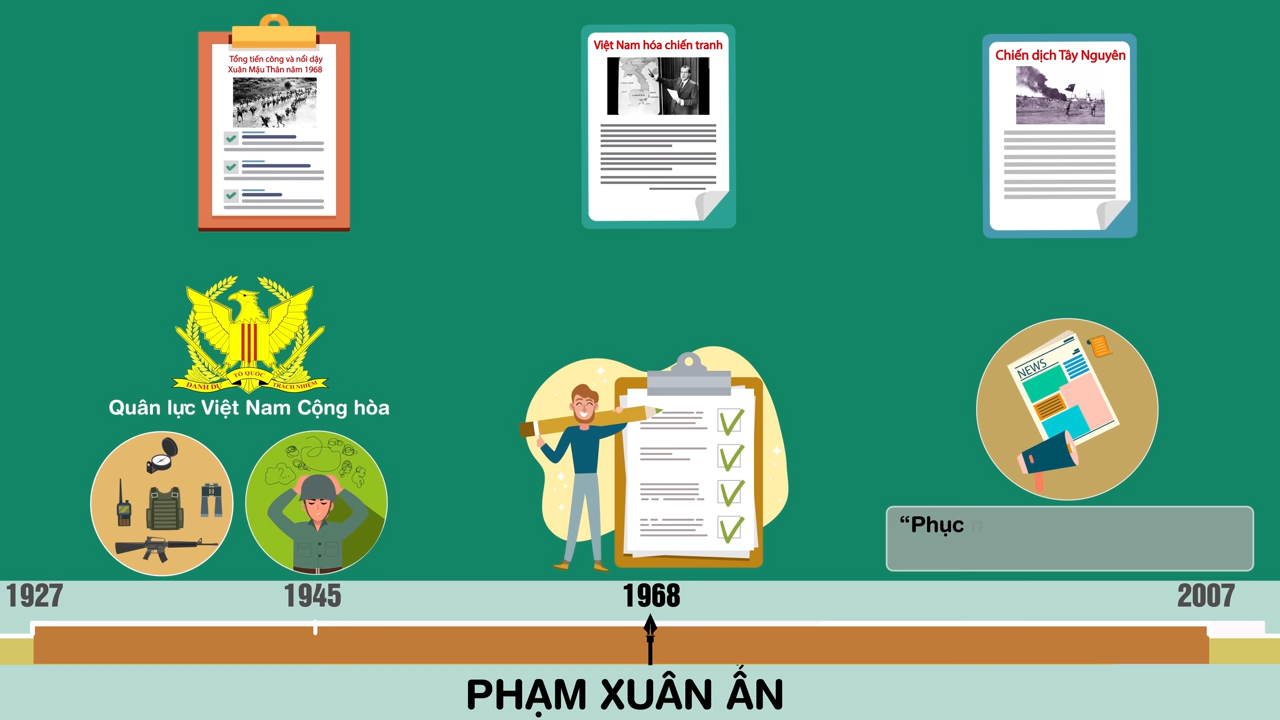 Tổng tiến công và nổi dậy
Xuân Mậu Thân năm 1968
Việt Nam hóa chiến tranh
Chiến dịch Tây Nguyên
DANH DỰ
TỔ QUỐC
TRÁCH NHIỆM
Quân lực Việt Nam Cộng hòa
NEWS
“Phục n
1927
1945
1968
2007
PHẠM XUÂN ẨN